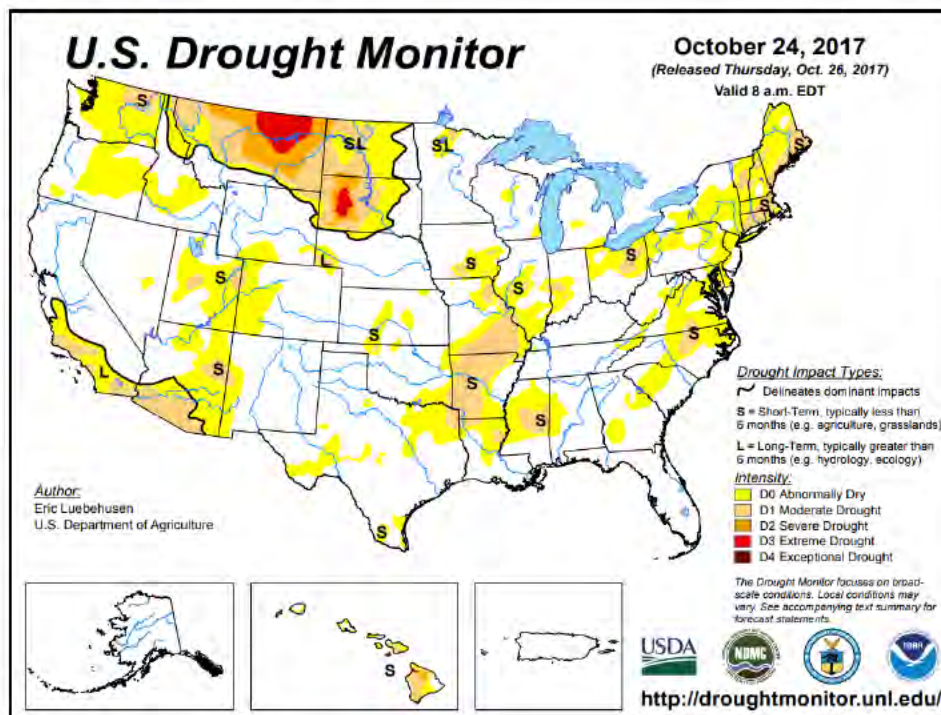 U.S. Drought Monitor
October 24, 2017
(Released Thursday, Oct. 26, 2017)
Valid 8 a.m. EDT
S
SL
SL
S
S
L
S
S
S
S
S
S
S
L
S
S
S
S
Drought Impact Types:
Delineates dominant impacts
S = Short-Term, typically less than
6 months (e.g. agriculture, grasslands)
L = Long-Term, typically greater than
6 months (e.g. hydrology, ecology)
Intensity:
D0 Abnormally Dry
D1 Moderate Drought
D2 Severe Drought
D3 Extreme Drought
D4 Exceptional Drought
Author:
Eric Luebehusen
U.S. Department of Agriculture
The Drought Monitor focuses on broad-
scale conditions. Local conditions may
vary. See accompanying text summary for
forecast statements.
S
USDA
NDMC
http://droughtmonitor.unl.edu/